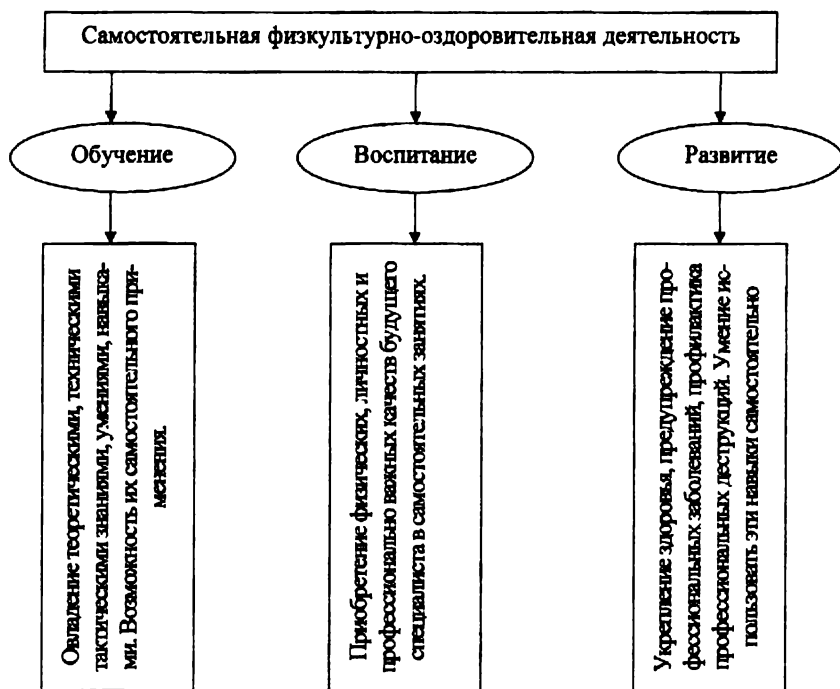 Самостоятельная физкультурно-оздоровительная деятельность
Обучение
Воспитание
Развитие
Овладение теоретическими, техническими
тактическими знаниями, умениями, навыка-
ми. Возможность их самостоятельного при-
менения.
Приобретение физических, личностных и
профессионально важных качеств будущего
специалиста в самостоятельных занятиях.
Укрепление здоровья, предупреждение про-
фессиональных заболеваний, профилактика
профессиональных деструкций. Умение ис-
пользовать эти навыки самостоятельно